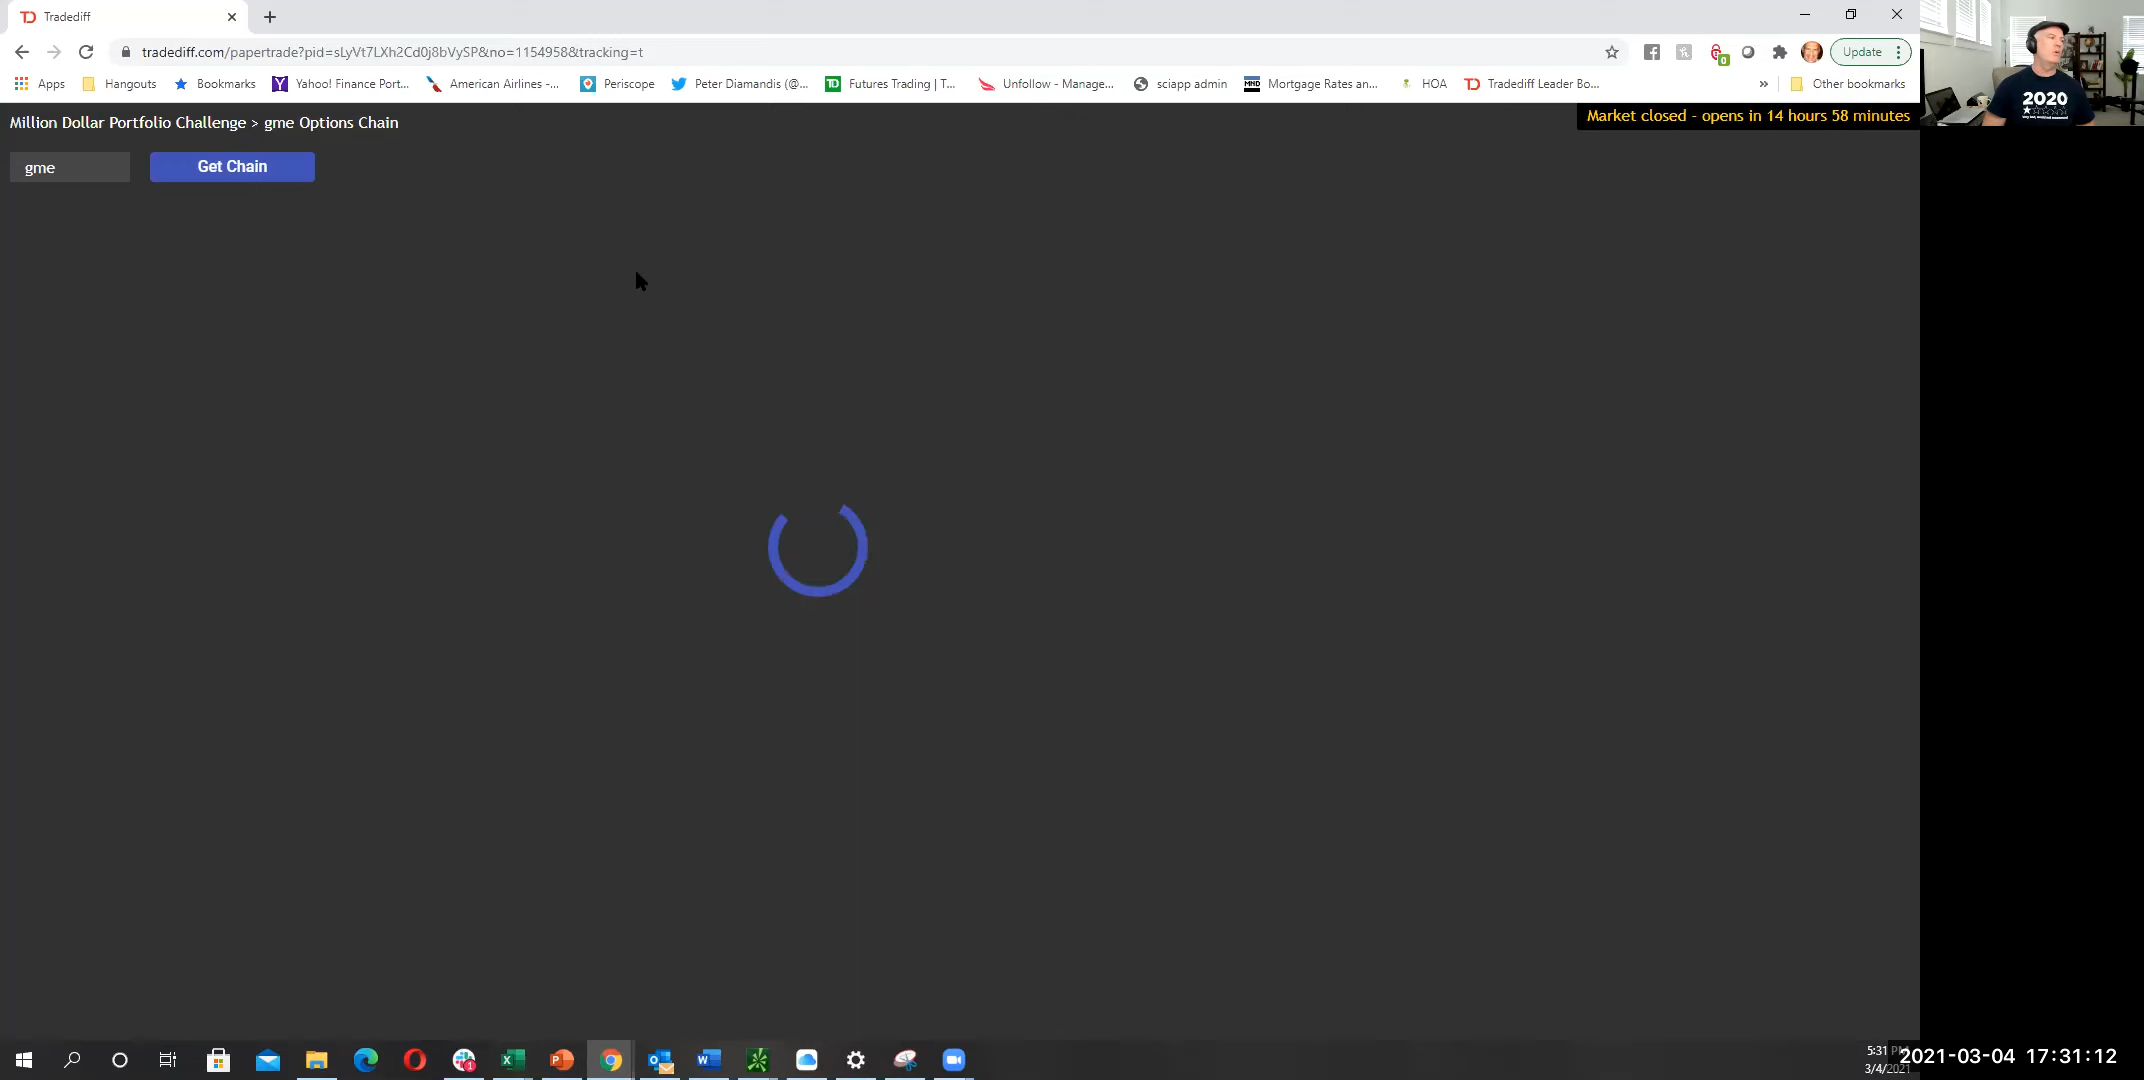 Tradediff
tradediff.com/papertrade?pid=sLyVt7LXh2Cd0j8bVySP&no=1154958&tracking=t
Update
Apps
Hangouts
Bookmarks
Yahoo! Finance Port...
American Airlines -...
Periscope
Peter Diamandis (@...
Futures Trading | T...
Unfollow - Manage...
sciapp admin
Mortgage Rates an...
HOA
Tradediff Leader Bo...
»
Other bookmarks
Million Dollar Portfolio Challenge > gme Options Chain
Market closed - opens in 14 hours 58 minutes
gme
Get Chain
2020
5:31 PM
3/4/2021
2021-03-04 17:31:12